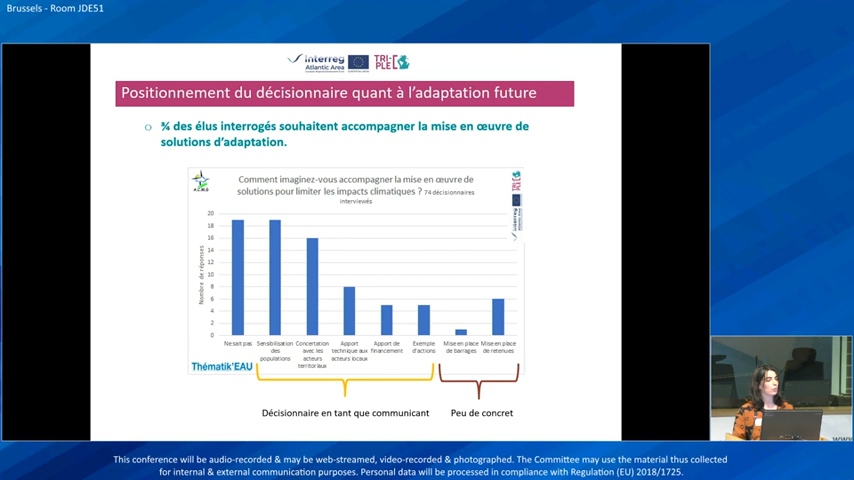 Brussels - Room JDE51
Interreg
Atlantic Area
TRI-
PLE
Positionnement du décisionnaire quant à l'adaptation future
¾ des élus interrogés souhaitent accompagner la mise en œuvre de
solutions d'adaptation.
Comment imaginez-vous accompagner la mise en œuvre de
solutions pour limiter les impacts climatiques ? 74 décisionnaires
interviewés
Nombre de réponses
20
18
16
14
12
10
8
6
4
2
0
Ne sait pas
Sensibilisation
des
populations
Concertation
avec les
acteurs
territoriaux
Apport
technique aux
acteurs locaux
Apport de
financement
Exemple
d'actions
Mise en place
de barrages
Mise en place
de retenues
Thématik'EAU
Décisionnaire en tant que communicant
Peu de concret
This conference will be audio-recorded & may be web-streamed, video-recorded & photographed. The Committee may use the material thus collected
for internal & external communication purposes. Personal data will be processed in compliance with Regulation (EU) 2018/1725.